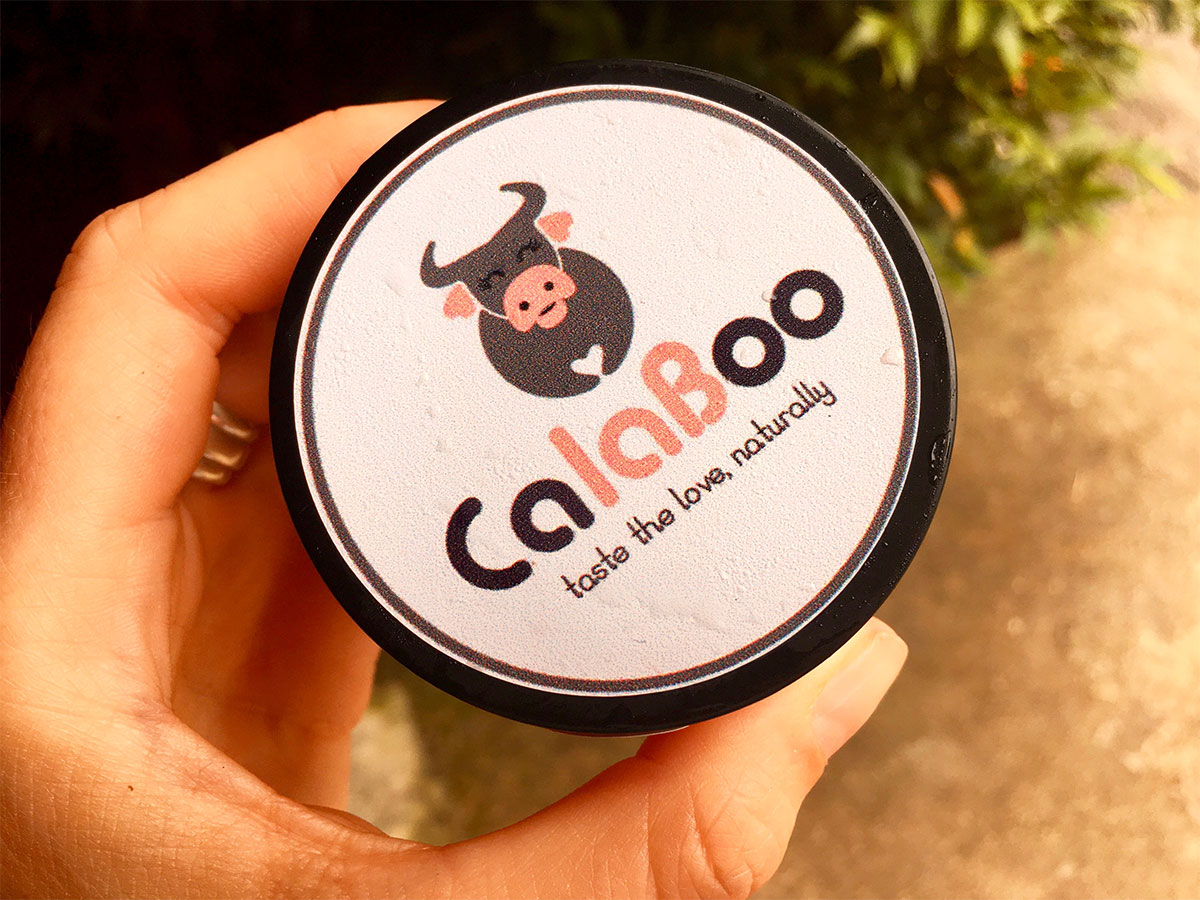 CalaBoo
taste the love, naturally